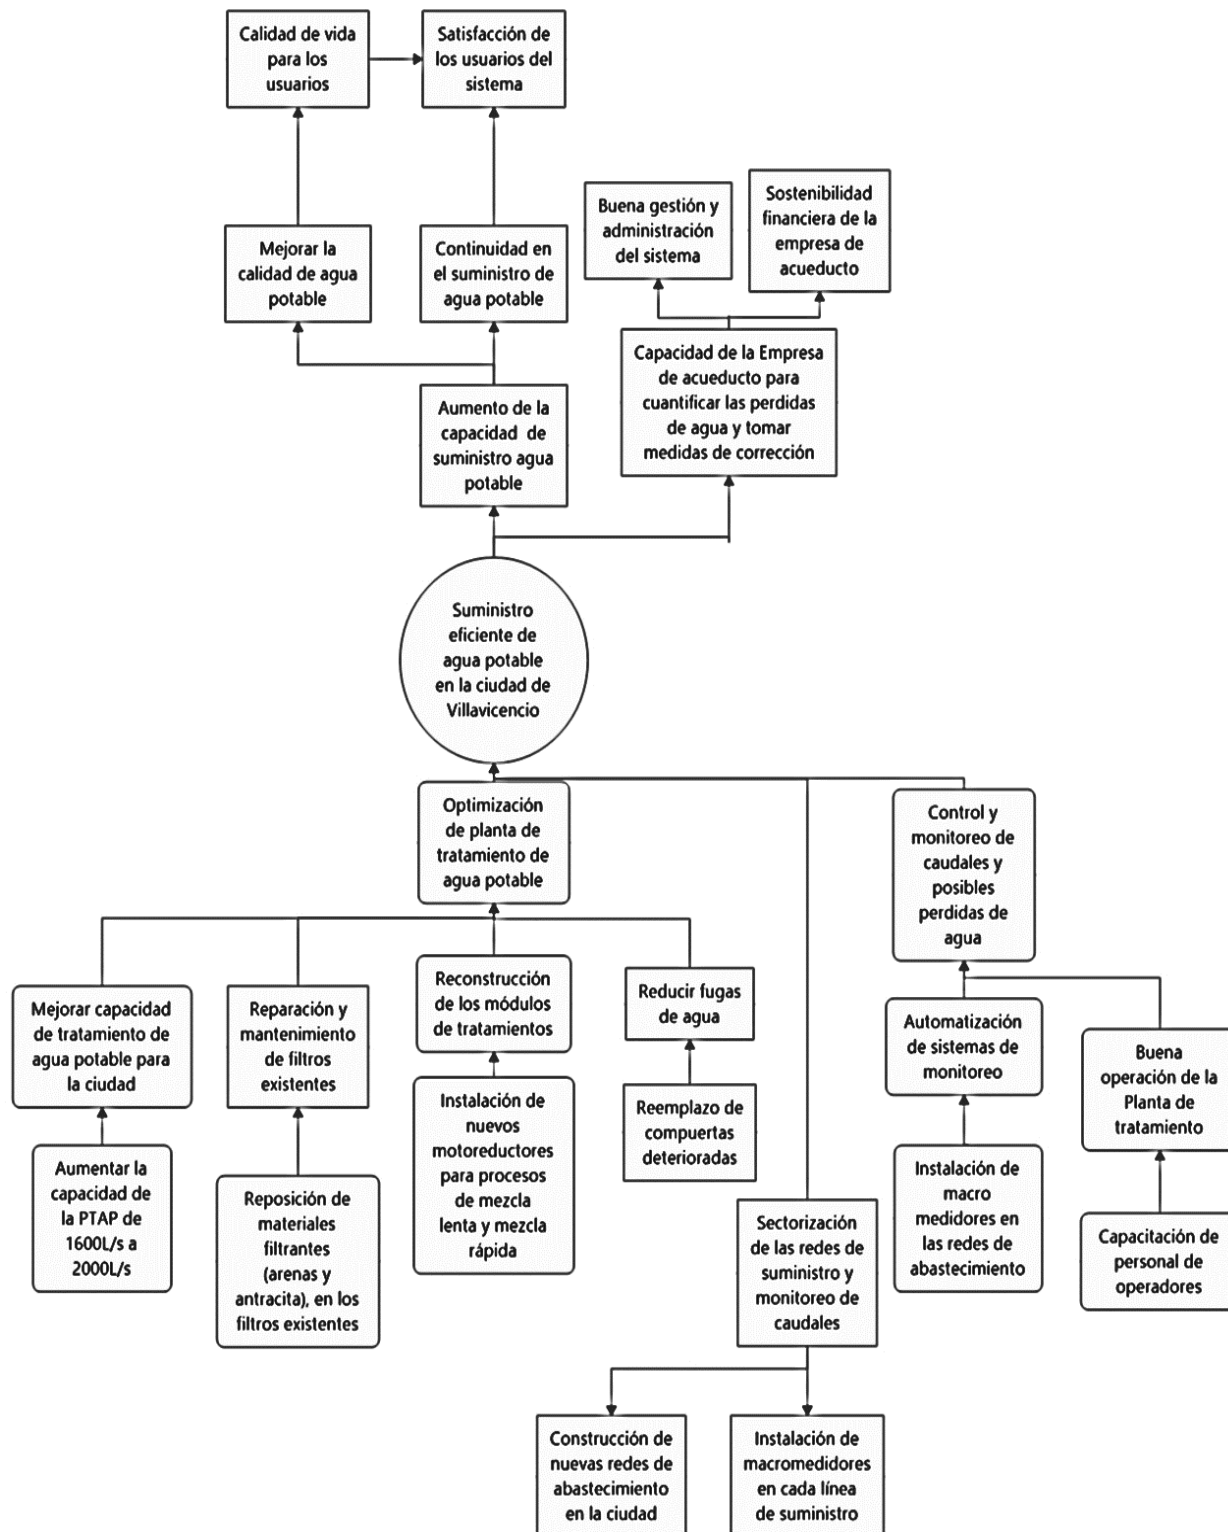 Calidad de vida
para los
usuarios
Satisfacción de
los usuarios del
sistema
Buena gestión y
administración
del sistema
Sostenibilidad
financiera de la
empresa de
acueducto
Mejorar la
calidad de agua
potable
Continuidad en
el suministro de
agua potable
Capacidad de la Empresa
de acueducto para
cuantificar las perdidas
de agua y tomar
medidas de corrección
Aumento de la
capacidad de
suministro agua
potable
Suministro
eficiente de
agua potable
en la ciudad de
Villavicencio
Optimización
de planta de
tratamiento de
agua potable
Control y
monitoreo de
caudales y
posibles
perdidas de
agua
Mejorar capacidad
de tratamiento de
agua potable para
la ciudad
Reparación y
mantenimiento
de filtros
existentes
Reconstrucción
de los módulos
de tratamientos
Reducir fugas
de agua
Automatización
de sistemas de
monitoreo
Buena
operación de la
Planta de
tratamiento
Aumentar la
capacidad de
la PTAP de
1600L/s a
2000L/s
Reposición de
materiales
filtrantes
(arenas y
antracita), en los
filtros existentes
Instalación de
nuevos
motoreductores
para procesos
de mezcla
lenta y mezcla
rápida
Reemplazo de
compuertas
deterioradas
Sectorización
de las redes de
suministro y
monitoreo de
caudales
Instalación de
macro
medidores en
las redes de
abastecimiento
Capacitación de
personal de
operadores
Construcción de
nuevas redes de
abastecimiento
en la ciudad
Instalación de
macromedidores
en cada línea
de suministro